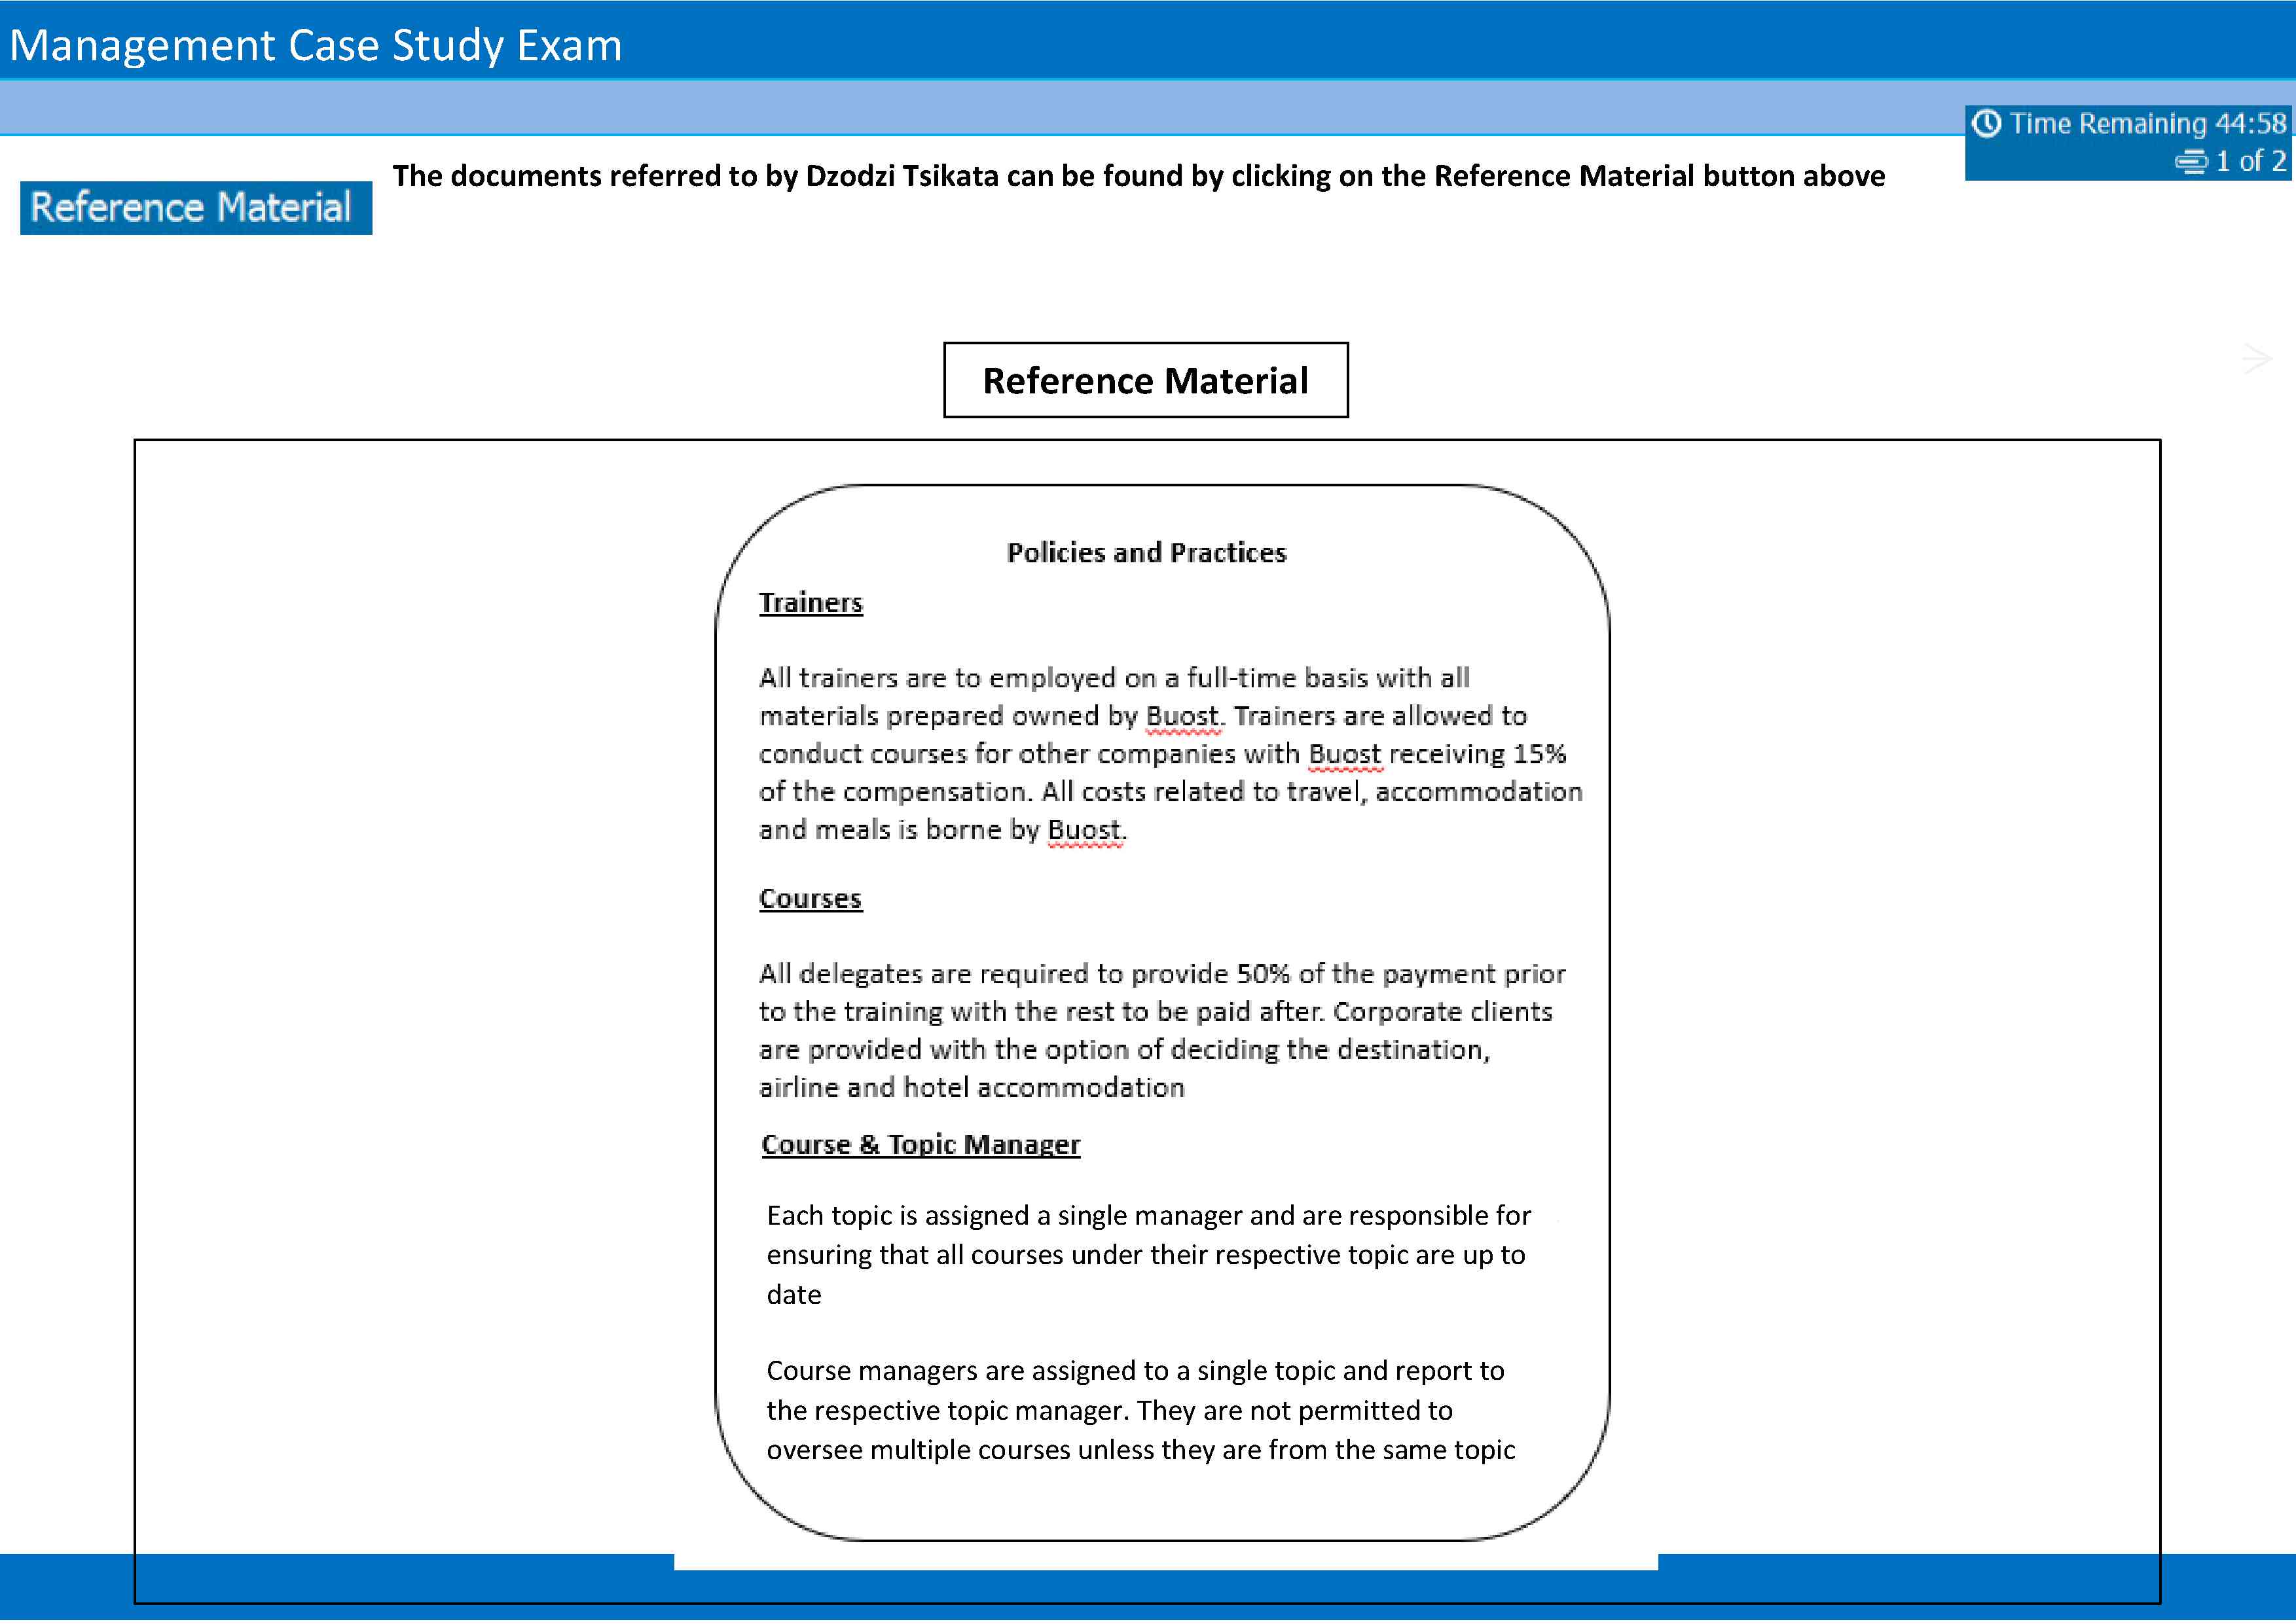 Management Case Study Exam
Time Remaining 44:58
1 of 2
The documents referred to by Dzodzi Tsikata can be found by clicking on the Reference Material button above
Reference Material
Reference Material
Policies and Practices
Trainers
All trainers are to employed on a full-time basis with all
materials prepared owned by Buost. Trainers are allowed to
conduct courses for other companies with Buost receiving 15%
of the compensation. All costs related to travel, accommodation
and meals is borne by Buost.
Courses
All delegates are required to provide 50% of the payment prior
to the training with the rest to be paid after. Corporate clients
are provided with the option of deciding the destination,
airline and hotel accommodation
Course & Topic Manager
Each topic is assigned a single manager and are responsible for
ensuring that all courses under their respective topic are up to
date
Course managers are assigned to a single topic and report to
the respective topic manager. They are not permitted to
oversee multiple courses unless they are from the same topic